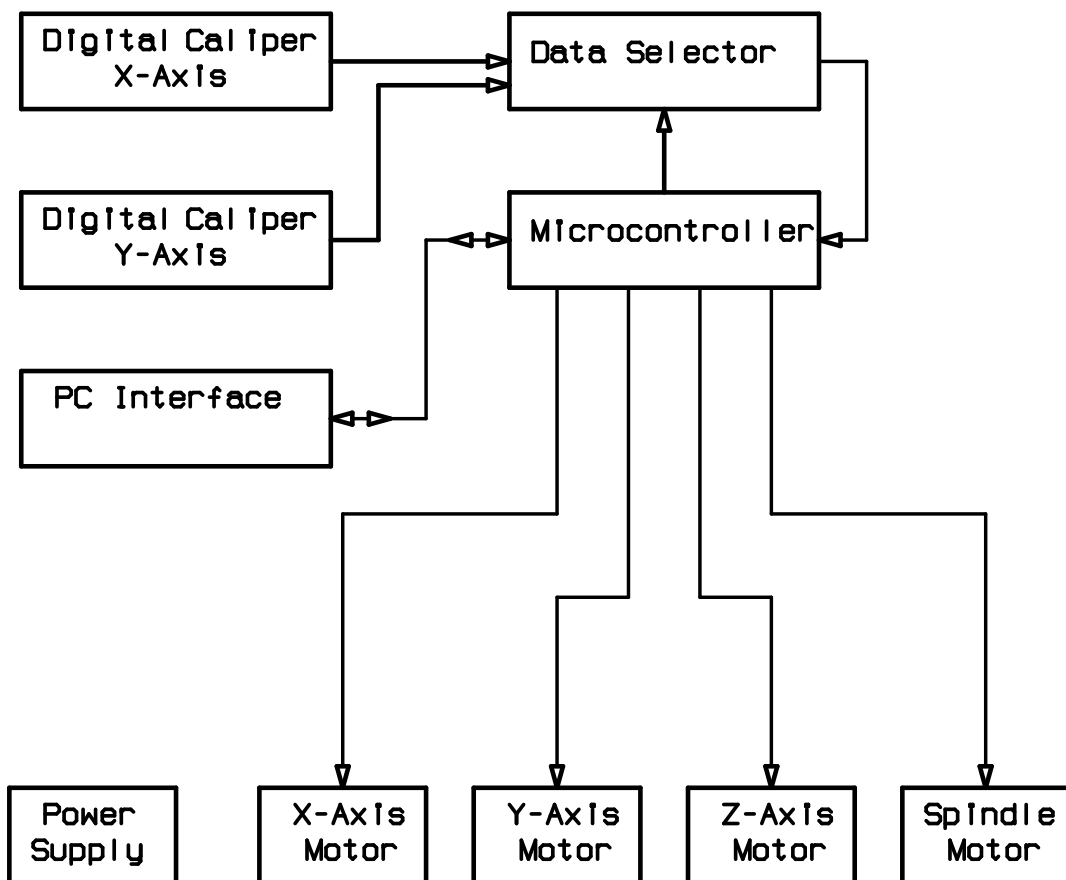 Digital Caliper
X-Axis
Data Selector
Digital Caliper
Y-Axis
Microcontroller
PC Interface
Power
Supply
X-Axis
Motor
Y-Axis
Motor
Z-Axis
Motor
Spindle
Motor